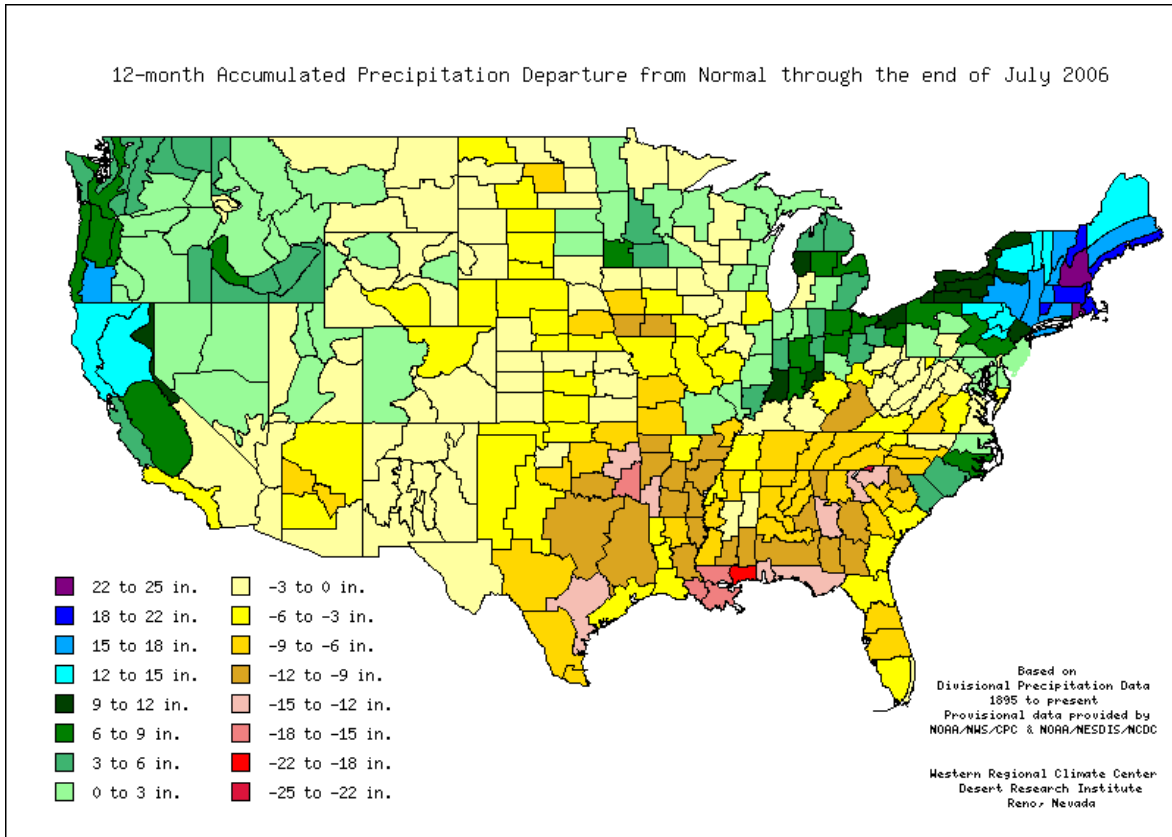 12-month Accumulated Precipitation Departure from Normal through the end of July 2006
22 to 25 in.
18 to 22 in.
15 to 18 in.
12 to 15 in.
9 to 12 in.
6 to 9 in.
3 to 6 in.
0 to 3 in.
-3 to 0 in.
-6 to -3 in.
-9 to -6 in.
-12 to -9 in.
-15 to -12 in.
-18 to -15 in.
-22 to -18 in.
-25 to -22 in.
Based on
Divisional Precipitation Data
1895 to present
Provisional data provided by
NOAA/NWS/CPC & NOAA/NESDIS/NCDC
Western Regional Climate Center
Desert Research Institute
Reno, Nevada